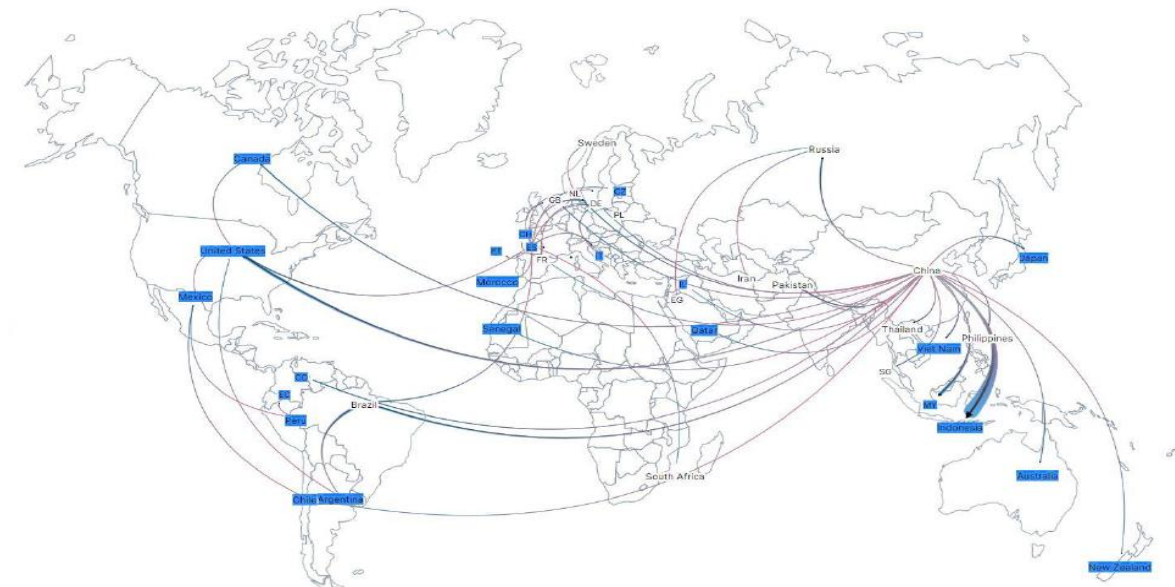 Sweden
Russia
Canada
CZ
NL
GB
DE
PL
CH
United States
PT
ES
IT
FR
Japan
China
Morocco
Iran
IL
Pakistan
Mexico
EG
Senegal
Qatar
Thailand
Philippines
Viet Nam
SG
CO
EC
Brazil
MY
Peru
Indonesia
South Africa
Australia
Chile
Argentina
New Zealand